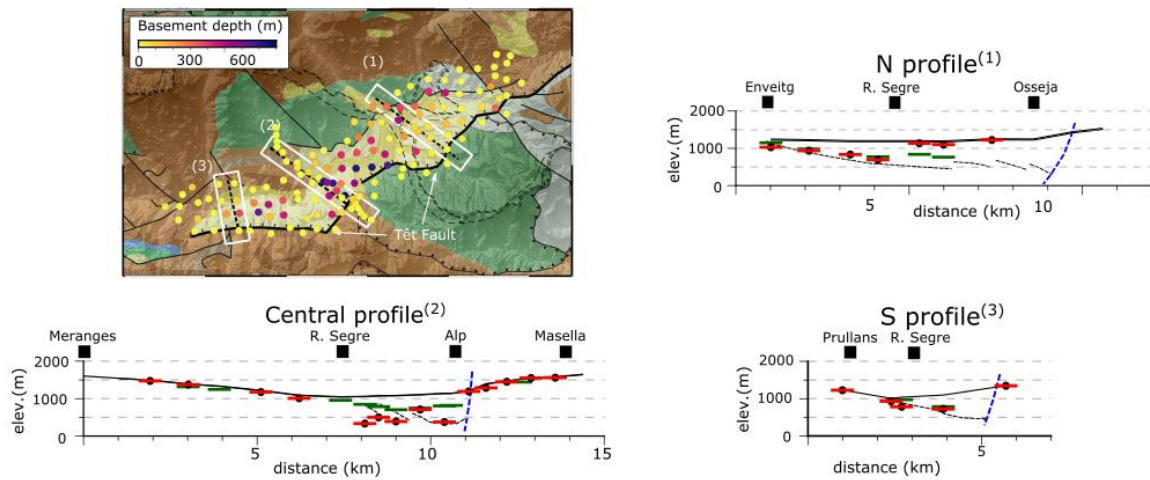 Basement depth (m)
0 300 600
(1)
(2)
(3)
Têt Fault
N profile(1)
Enveitg R. Segre Osseja
2000
1000
0
elev.(m)
5 10
distance (km)
Central profile(2)
Meranges R. Segre Alp Masella
2000
1000
0
elev.(m)
5 10 15
distance (km)
S profile(3)
Prullans R. Segre
2000
1000
0
elev.(m)
5
distance (km)